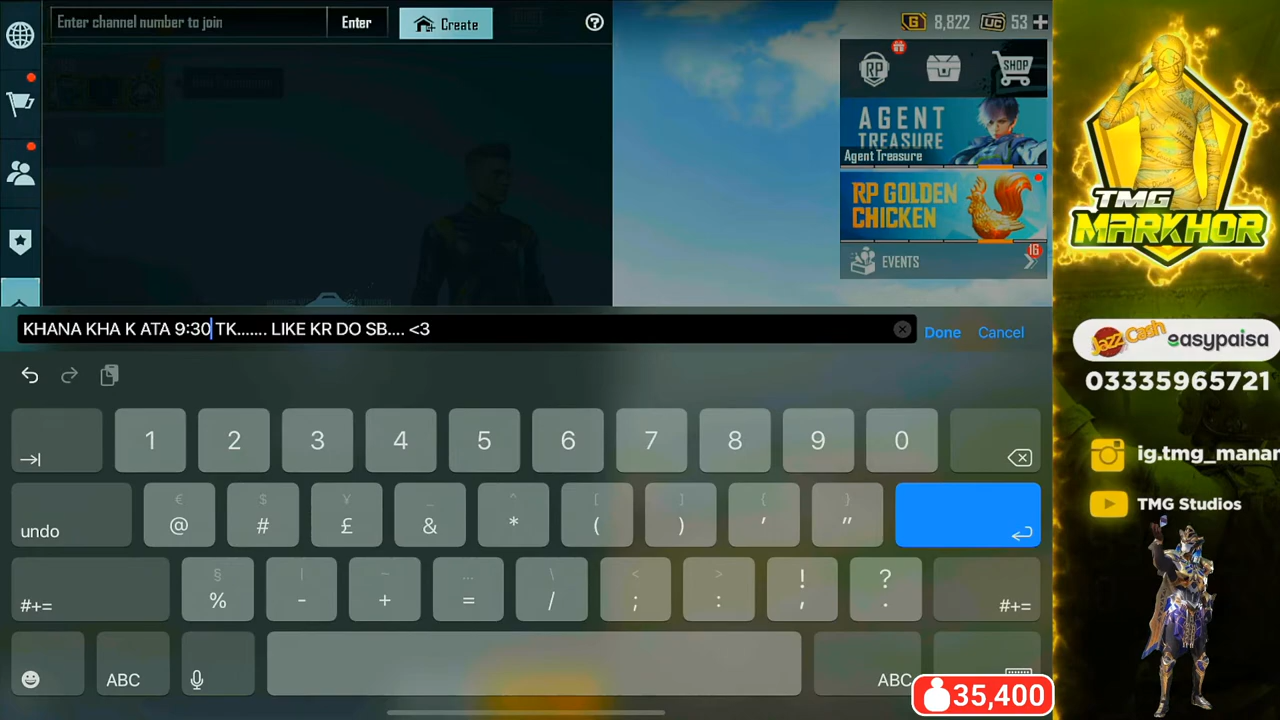 Enter channel number to join
Enter
Create
?
G 8,822
UC 53
RP
SHOP
AGENT
TREASURE
Agent Treasure
RP GOLDEN
CHICKEN
EVENTS
16
TMG
MARKHOR
KHANA KHA K ATA 9:30 TK....... LIKE KR DO SB.... <3
Done
Cancel
JazzCash
easypaisa
03335965721
1 2 3 4 5 6 7 8 9 0
undo
€ $ ¥ _ ^ [ ] { }
@ # £ & * ( ) ' "
ig.tmg_manan
TMG Studios
§ | ~ … \ < > ! ?
#+= % - + = / ; : , . #+=
ABC
ABC
35,400